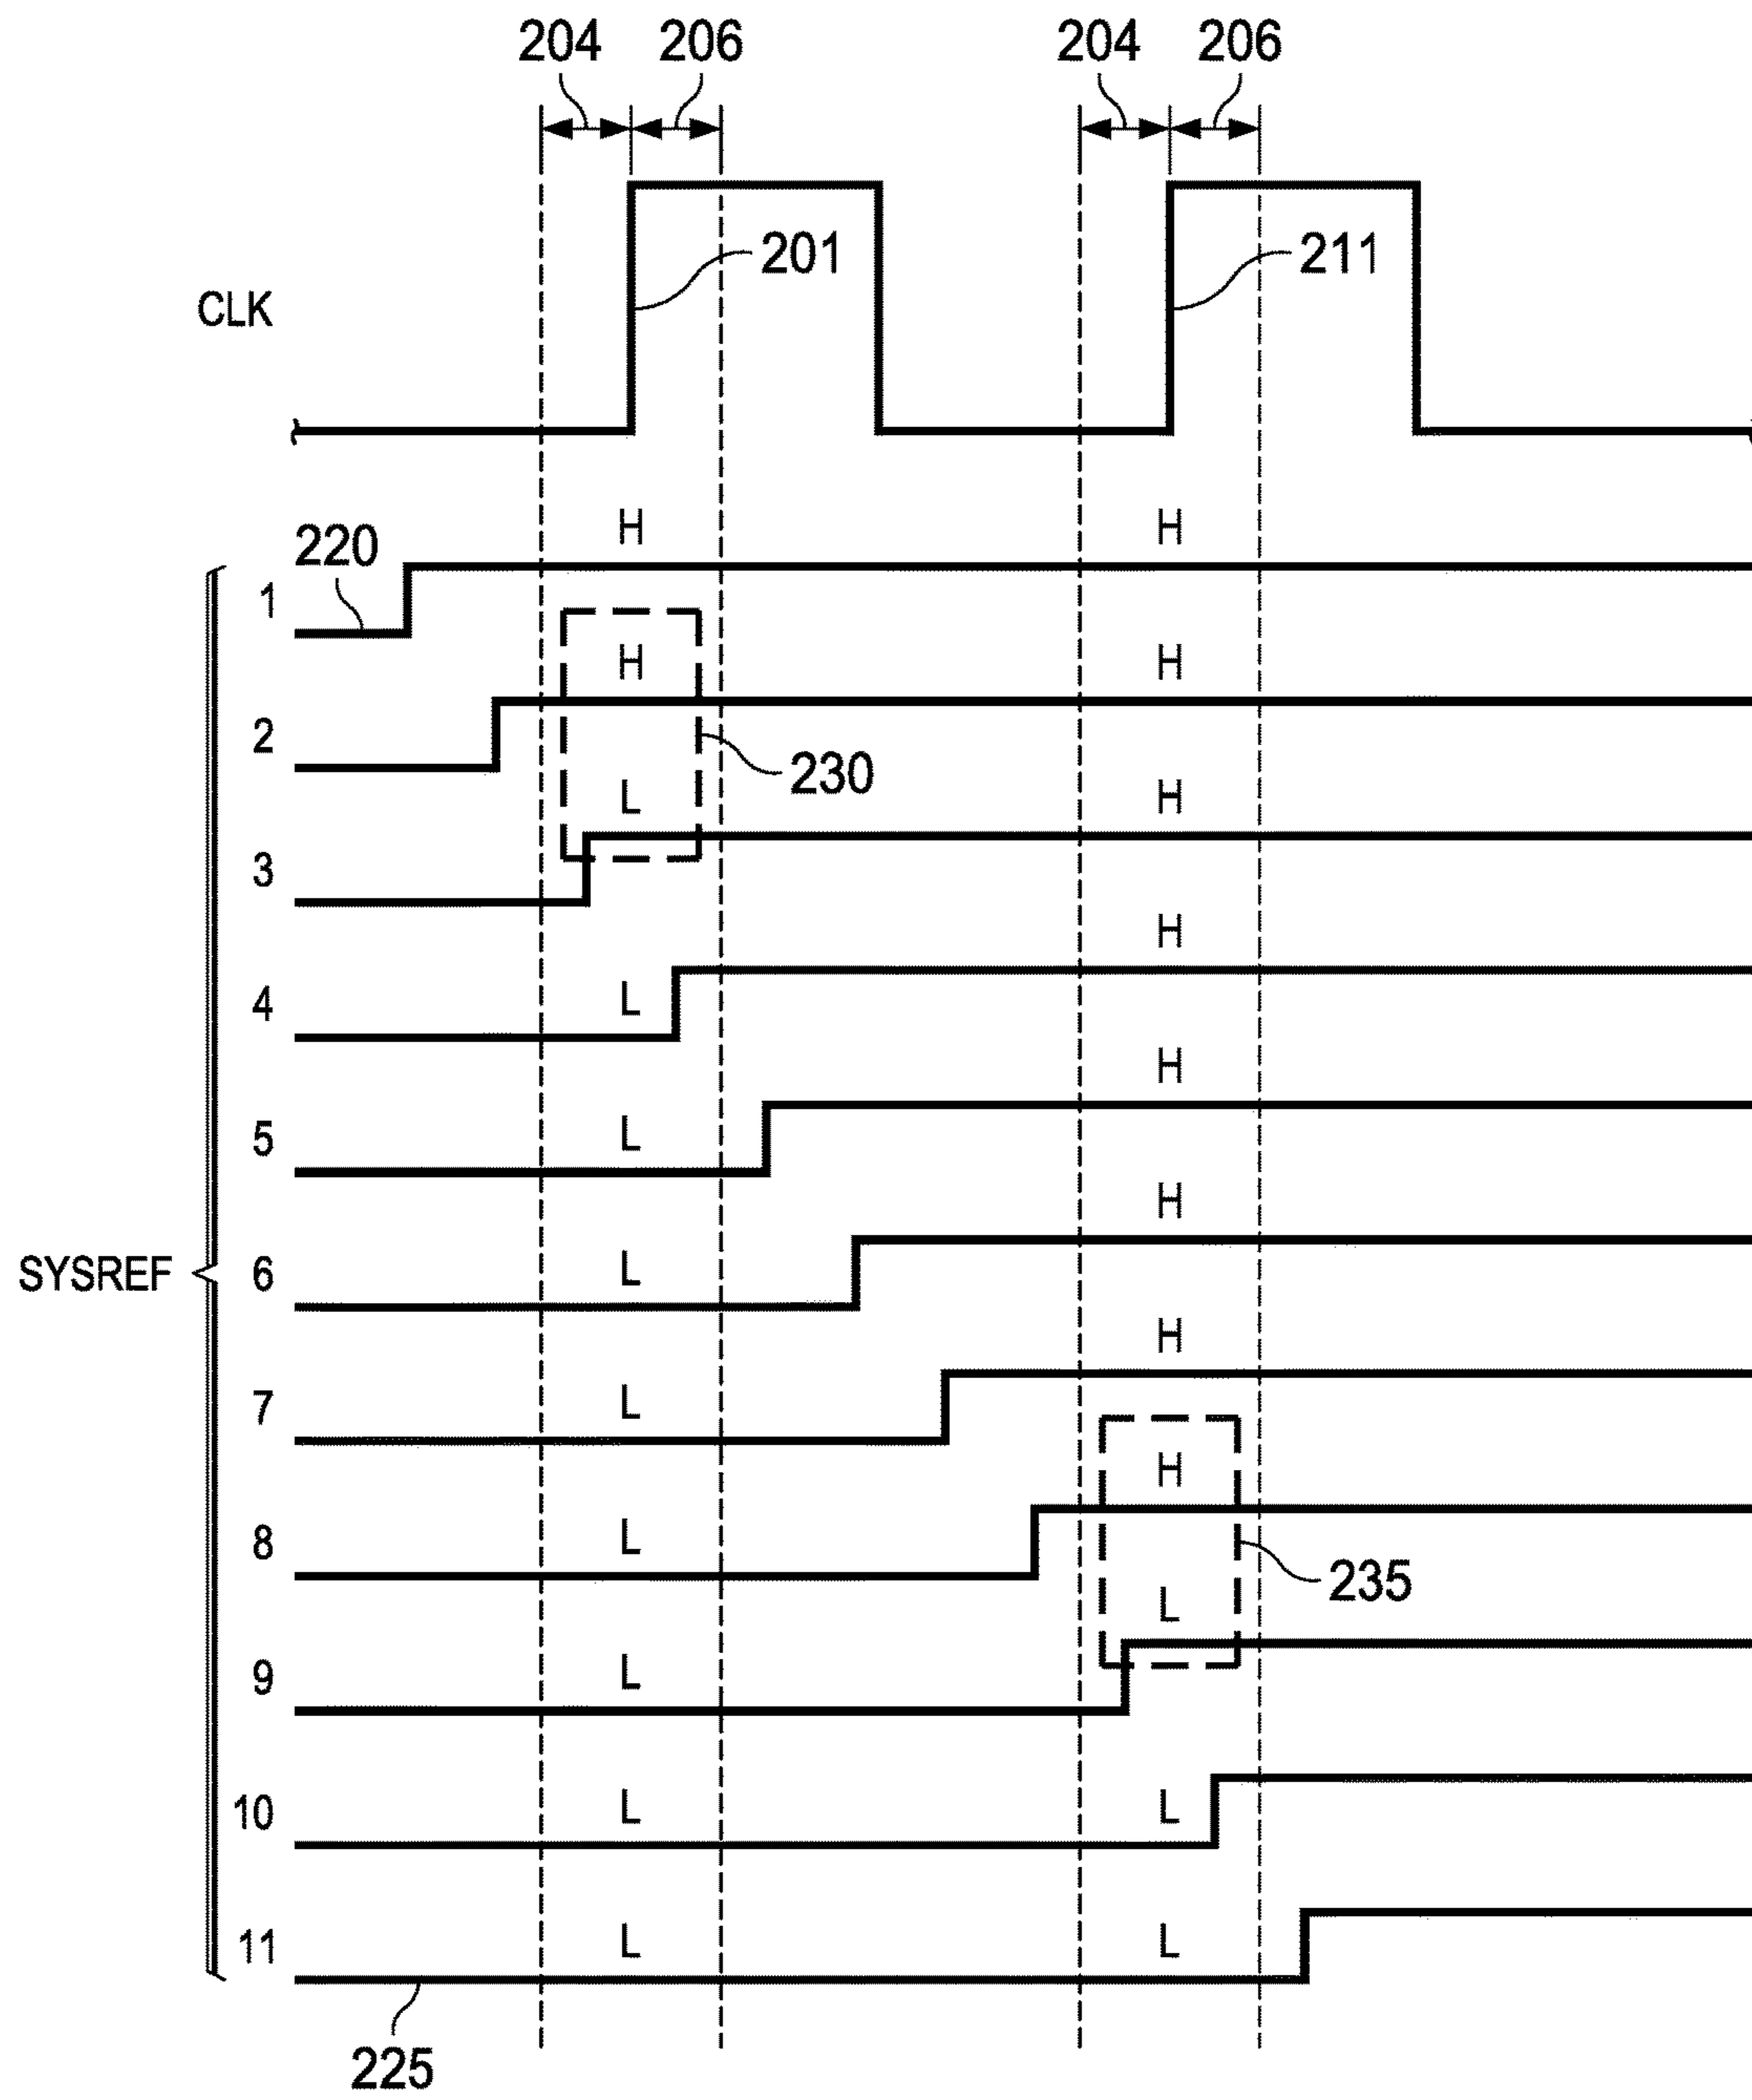 204 206 204 206
201 211
CLK
H H
220
1
H H
2
230
L H
3
H
4 L
H
5 L
H
SYSREF 6 L
H
7 L
H
8 L
235
L
9 L
10 L L
11 L L
225